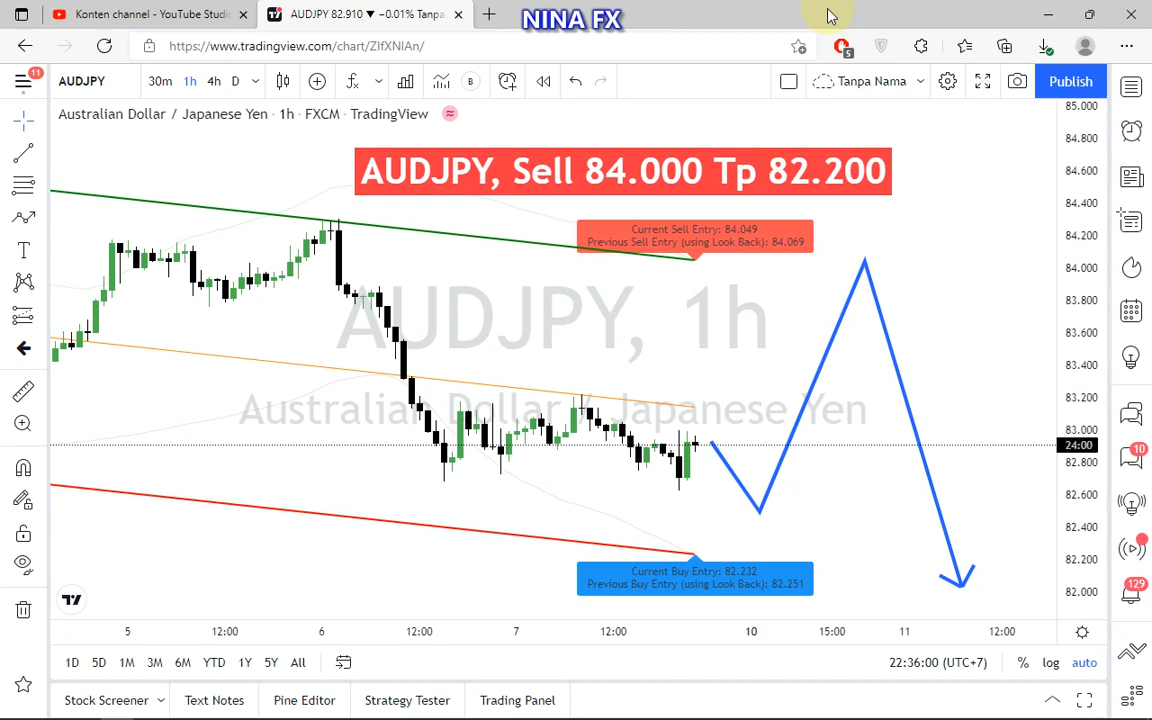 Konten channel - YouTube Studio
AUDJPY 82.910 ▼ −0.01% Tanpa
NINA FX
https://www.tradingview.com/chart/ZIfXNIAn/
5
11
AUDJPY
30m
1h
4h
D
B
Tanpa Nama
Publish
Australian Dollar / Japanese Yen · 1h · FXCM · TradingView
AUDJPY, Sell 84.000 Tp 82.200
Current Sell Entry: 84.049
Previous Sell Entry (using Look Back): 84.069
AUDJPY, 1h
Australian Dollar / Japanese Yen
Current Buy Entry: 82.232
Previous Buy Entry (using Look Back): 82.251
85.000
84.800
84.600
84.400
84.200
84.000
83.800
83.600
83.400
83.200
83.000
24:00
82.800
82.600
82.400
82.200
82.000
10
129
5
12:00
6
12:00
7
12:00
10
15:00
11
12:00
1D
5D
1M
3M
6M
YTD
1Y
5Y
All
22:36:00 (UTC+7)
%
log
auto
Stock Screener
Text Notes
Pine Editor
Strategy Tester
Trading Panel